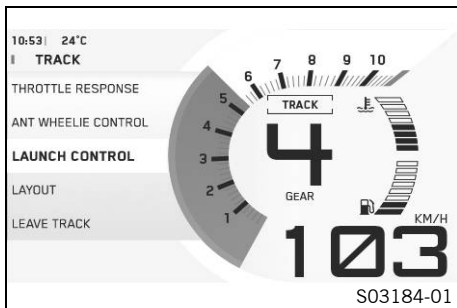 10:53 24°C
TRACK
THROTTLE RESPONSE
ANT WHEELIE CONTROL
LAUNCH CONTROL
LAYOUT
LEAVE TRACK
1
2
3
4
5
6
7
8
9
10
TRACK
4
GEAR
KM/H
103
S03184-01